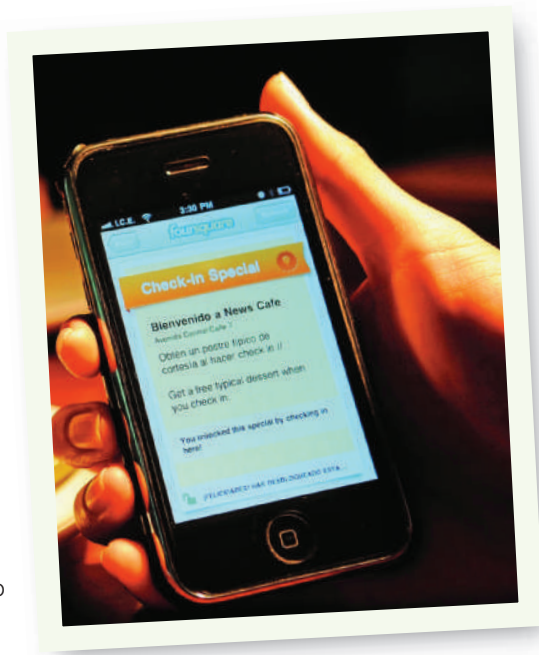 I.C.E. 3:30 PM
foursquare
Check-in Special
Bienvenido a News Cafe
Avenida Central Calle 7
Obtén un postre típico de
cortesía al hacer check in //
Get a free typical dessert when
you check in.
You unlocked this special by checking in
here!
¡FELICIDADES! HAS DESBLOQUEADO ESTA...